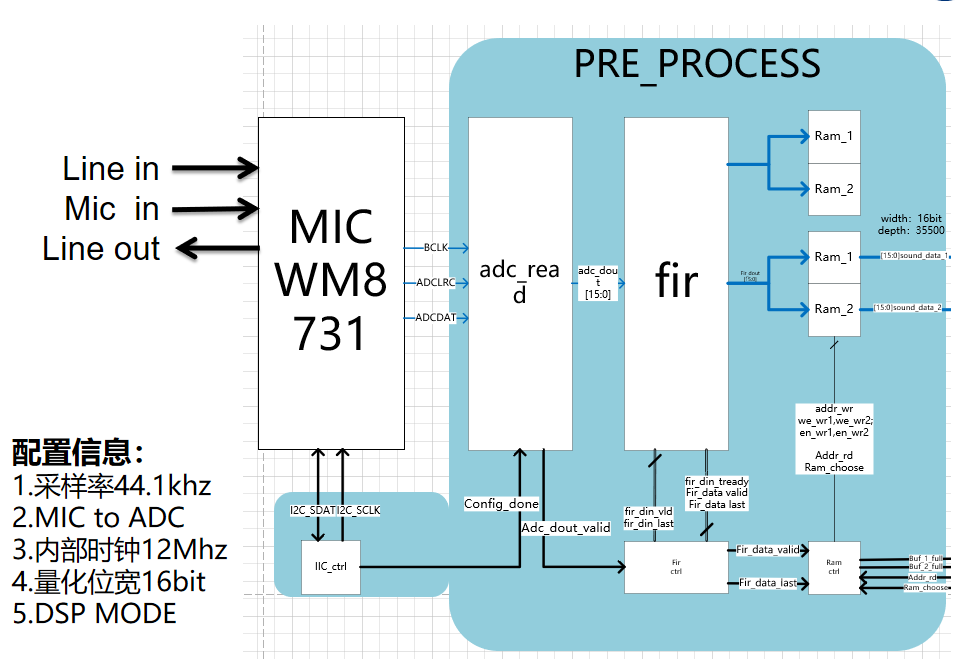 PRE_PROCESS
Line in
Mic in
Line out
MIC
WM8
731
BCLK
ADCLRC
ADCDAT
adc_rea
d
adc_dou
t
[15:0]
fir
Fir_dout
[15:0]
Ram_1
Ram_2
width: 16bit
depth: 35500
Ram_1
Ram_2
[15:0]sound_data_1
[15:0]sound_data_2
addr_wr
we_wr1,we_wr2;
en_wr1,en_wr2
Addr_rd
Ram_choose
配置信息：
1.采样率44.1khz
2.MIC to ADC
3.内部时钟12Mhz
4.量化位宽16bit
5.DSP MODE
I2C_SDAT
I2C_SCLK
IIC_ctrl
Config_done
Adc_dout_valid
fir_din_vld
fir_din_last
fir_din_tready
Fir_data valid
Fir_data last
Fir
ctrl
Fir_data_valid
Fir_data_last
Ram
ctrl
Buf_1_full
Buf_2_full
Addr_rd
Ram_choose